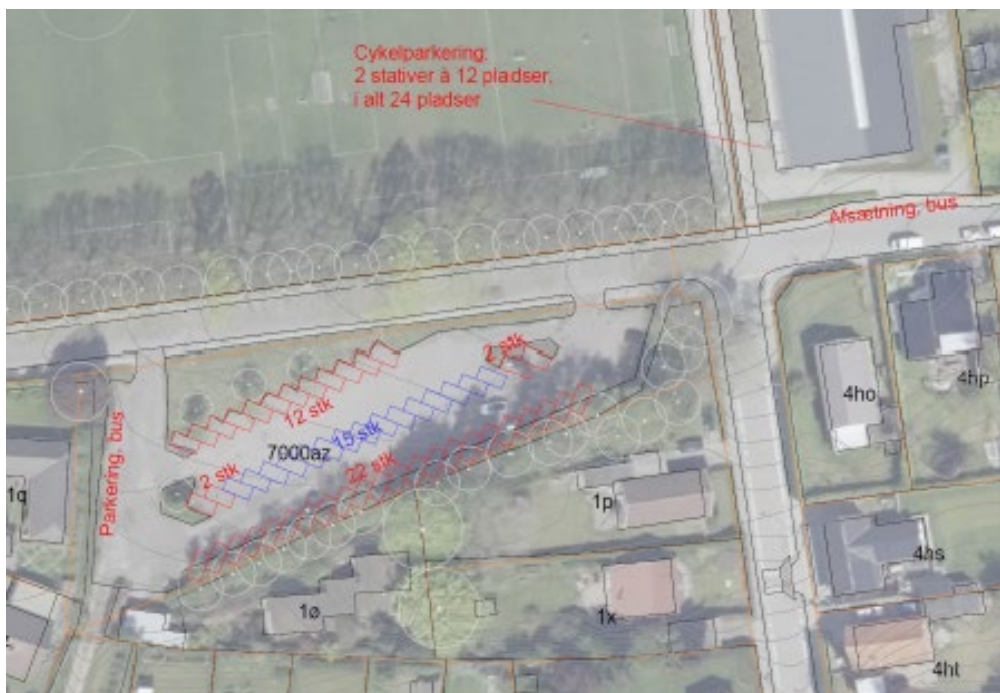 Cykelparkering:
2 stativer à 12 pladser,
i alt 24 pladser
Afsætning, bus
2 stk
12 stk
15 stk
7000az
22 stk
2 stk
Parkering, bus
1q
1p
1ø
1x
4ho
4hp
4hs
4ht